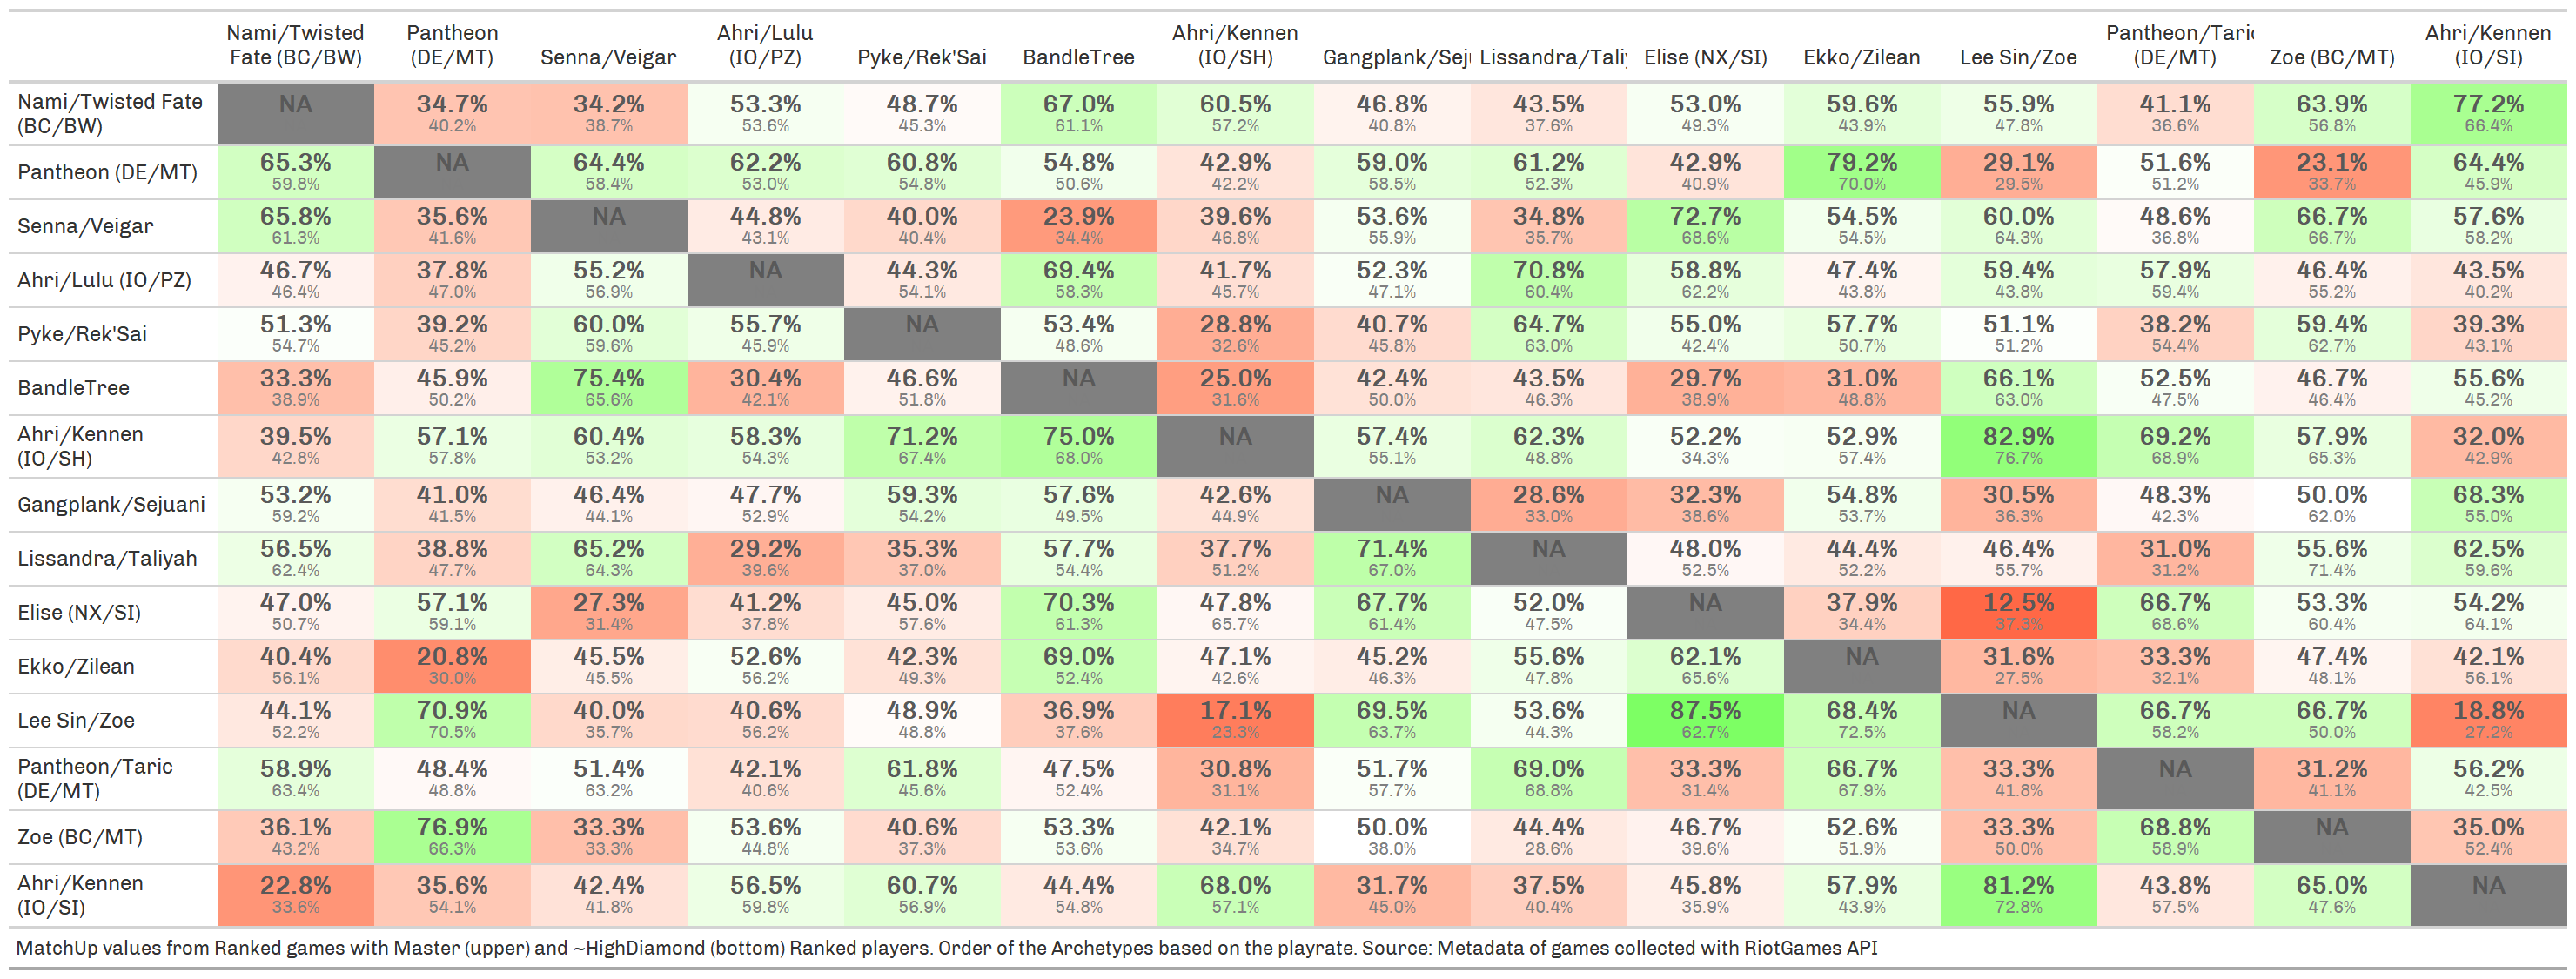 Nami/Twisted Fate (BC/BW) Pantheon (DE/MT) Senna/Veigar Ahri/Lulu (IO/PZ) Pyke/Rek'Sai BandleTree Ahri/Kennen (IO/SH) Gangplank/Sej Lissandra/Tali Elise (NX/SI) Ekko/Zilean Lee Sin/Zoe Pantheon/Taric (DE/MT) Zoe (BC/MT) Ahri/Kennen (IO/SI)
Nami/Twisted Fate NA 34.7% 34.2% 53.3% 48.7% 67.0% 60.5% 46.8% 43.5% 53.0% 59.6% 55.9% 41.1% 63.9% 77.2%
(BC/BW) 40.2% 38.7% 53.6% 45.3% 61.1% 57.2% 40.8% 37.6% 49.3% 43.9% 47.8% 36.6% 56.8% 66.4%
Pantheon (DE/MT) 65.3% NA 64.4% 62.2% 60.8% 54.8% 42.9% 59.0% 61.2% 42.9% 79.2% 29.1% 51.6% 23.1% 64.4%
59.8% 58.4% 53.0% 54.8% 50.6% 42.2% 58.5% 52.3% 40.9% 70.0% 29.5% 51.2% 33.7% 45.9%
Senna/Veigar 65.8% 35.6% NA 44.8% 40.0% 23.9% 39.6% 53.6% 34.8% 72.7% 54.5% 60.0% 48.6% 66.7% 57.6%
61.3% 41.6% 43.1% 40.4% 34.4% 46.8% 55.9% 35.7% 68.6% 54.5% 64.3% 36.8% 66.7% 58.2%
Ahri/Lulu (IO/PZ) 46.7% 37.8% 55.2% NA 44.3% 69.4% 41.7% 52.3% 70.8% 58.8% 47.4% 59.4% 57.9% 46.4% 43.5%
46.4% 47.0% 56.9% 54.1% 58.3% 45.7% 47.1% 60.4% 62.2% 43.8% 43.8% 59.4% 55.2% 40.2%
Pyke/Rek'Sai 51.3% 39.2% 60.0% 55.7% NA 53.4% 28.8% 40.7% 64.7% 55.0% 57.7% 51.1% 38.2% 59.4% 39.3%
54.7% 45.2% 59.6% 45.9% 48.6% 32.6% 45.8% 63.0% 42.4% 50.7% 51.2% 54.4% 62.7% 43.1%
BandleTree 33.3% 45.9% 75.4% 30.4% 46.6% NA 25.0% 42.4% 43.5% 29.7% 31.0% 66.1% 52.5% 46.7% 55.6%
38.9% 50.2% 65.6% 42.1% 51.8% 31.6% 50.0% 46.3% 38.9% 48.8% 63.0% 47.5% 46.4% 45.2%
Ahri/Kennen 39.5% 57.1% 60.4% 58.3% 71.2% 75.0% NA 57.4% 62.3% 52.2% 52.9% 82.9% 69.2% 57.9% 32.0%
(IO/SH) 42.8% 57.8% 53.2% 54.3% 67.4% 68.0% 55.1% 48.8% 34.3% 57.4% 76.7% 68.9% 65.3% 42.9%
Gangplank/Sejuani 53.2% 41.0% 46.4% 47.7% 59.3% 57.6% 42.6% NA 28.6% 32.3% 54.8% 30.5% 48.3% 50.0% 68.3%
59.2% 41.5% 44.1% 52.9% 54.2% 49.5% 44.9% 33.0% 38.6% 53.7% 36.3% 42.3% 62.0% 55.0%
Lissandra/Taliyah 56.5% 38.8% 65.2% 29.2% 35.3% 57.7% 37.7% 71.4% NA 48.0% 44.4% 46.4% 31.0% 55.6% 62.5%
62.4% 47.7% 64.3% 39.6% 37.0% 54.4% 51.2% 67.0% 52.5% 52.2% 55.7% 31.2% 71.4% 59.6%
Elise (NX/SI) 47.0% 57.1% 27.3% 41.2% 45.0% 70.3% 47.8% 67.7% 52.0% NA 37.9% 12.5% 66.7% 53.3% 54.2%
50.7% 59.1% 31.4% 37.8% 57.6% 61.3% 65.7% 61.4% 47.5% 34.4% 37.3% 68.6% 60.4% 64.1%
Ekko/Zilean 40.4% 20.8% 45.5% 52.6% 42.3% 69.0% 47.1% 45.2% 55.6% 62.1% NA 31.6% 33.3% 47.4% 42.1%
56.1% 30.0% 45.5% 56.2% 49.3% 52.4% 42.6% 46.3% 47.8% 65.6% 27.5% 32.1% 48.1% 56.1%
Lee Sin/Zoe 44.1% 70.9% 40.0% 40.6% 48.9% 36.9% 17.1% 69.5% 53.6% 87.5% 68.4% NA 66.7% 66.7% 18.8%
52.2% 70.5% 35.7% 56.2% 48.8% 37.6% 23.3% 63.7% 44.3% 62.7% 72.5% 58.2% 50.0% 27.2%
Pantheon/Taric 58.9% 48.4% 51.4% 42.1% 61.8% 47.5% 30.8% 51.7% 69.0% 33.3% 66.7% 33.3% NA 31.2% 56.2%
(DE/MT) 63.4% 48.8% 63.2% 40.6% 45.6% 52.4% 31.1% 57.7% 68.8% 31.4% 67.9% 41.8% 41.1% 42.5%
Zoe (BC/MT) 36.1% 76.9% 33.3% 53.6% 40.6% 53.3% 42.1% 50.0% 44.4% 46.7% 52.6% 33.3% 68.8% NA 35.0%
43.2% 66.3% 33.3% 44.8% 37.3% 53.6% 34.7% 38.0% 28.6% 39.6% 51.9% 50.0% 58.9% 52.4%
Ahri/Kennen 22.8% 35.6% 42.4% 56.5% 60.7% 44.4% 68.0% 31.7% 37.5% 45.8% 57.9% 81.2% 43.8% 65.0% NA
(IO/SI) 33.6% 54.1% 41.8% 59.8% 56.9% 54.8% 57.1% 45.0% 40.4% 35.9% 43.9% 72.8% 57.5% 47.6%
MatchUp values from Ranked games with Master (upper) and ~HighDiamond (bottom) Ranked players. Order of the Archetypes based on the playrate. Source: Metadata of games collected with RiotGames API